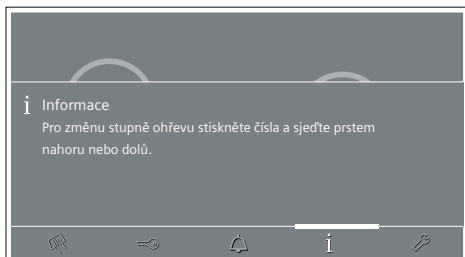 i Informace
Pro změnu stupně ohřevu stiskněte čísla a sjeďte prstem
nahoru nebo dolů.
i